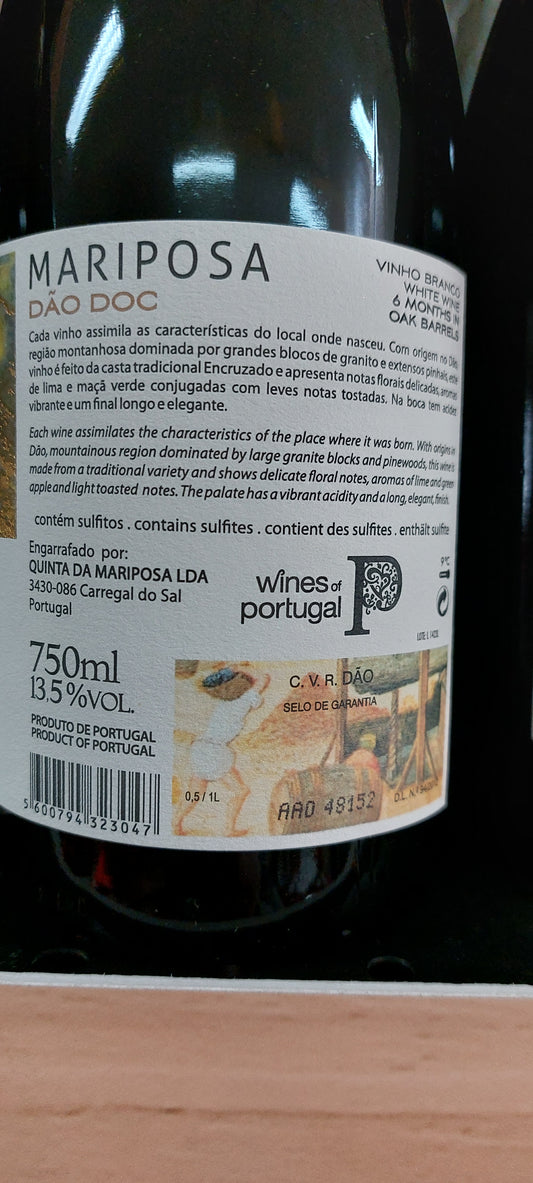 MARIPOSA
DÃO DOC
VINHO BRANCO
WHITE WINE
6 MONTHS IN
OAK BARRELS
Cada vinho assimila as características do local onde nasceu. Com origem no Dão,
região montanhosa dominada por grandes blocos de granito e extensos pinhais, este
vinho é feito da casta tradicional Encruzado e apresenta notas florais delicadas, aromas
de lima e maçã verde conjugadas com leves notas tostadas. Na boca tem acidez
vibrante e um final longo e elegante.
Each wine assimilates the characteristics of the place where it was born. With origins in
Dão, mountainous region dominated by large granite blocks and pinewoods, this wine is
made from a traditional variety and shows delicate floral notes, aromas of lime and green
apple and light toasted notes. The palate has a vibrant acidity and a long, elegant, finish.
contém sulfitos . contains sulfites . contient des sulfites . enthält sulfite
Engarrafado por:
QUINTA DA MARIPOSA LDA
3430-086 Carregal do Sal
Portugal
wines of
portugal P
9ºC
750ml
13,5%VOL.
PRODUTO DE PORTUGAL
PRODUCT OF PORTUGAL
5 600794 323047
C. V. R. DÃO
SELO DE GARANTIA
0,5 / 1L
AAO 48152
D.L. N.º